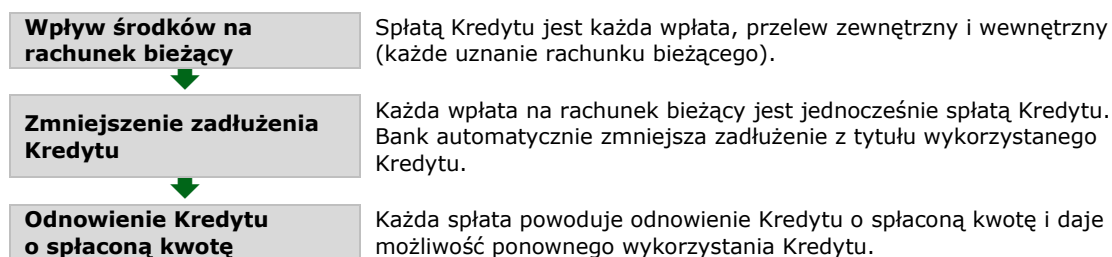 Wpływ środków na
rachunek bieżący
Spłatą Kredytu jest każda wpłata, przelew zewnętrzny i wewnętrzny
(każde uznanie rachunku bieżącego).
Zmniejszenie zadłużenia
Kredytu
Każda wpłata na rachunek bieżący jest jednocześnie spłatą Kredytu.
Bank automatycznie zmniejsza zadłużenie z tytułu wykorzystanego
Kredytu.
Odnowienie Kredytu
o spłaconą kwotę
Każda spłata powoduje odnowienie Kredytu o spłaconą kwotę i daje
możliwość ponownego wykorzystania Kredytu.